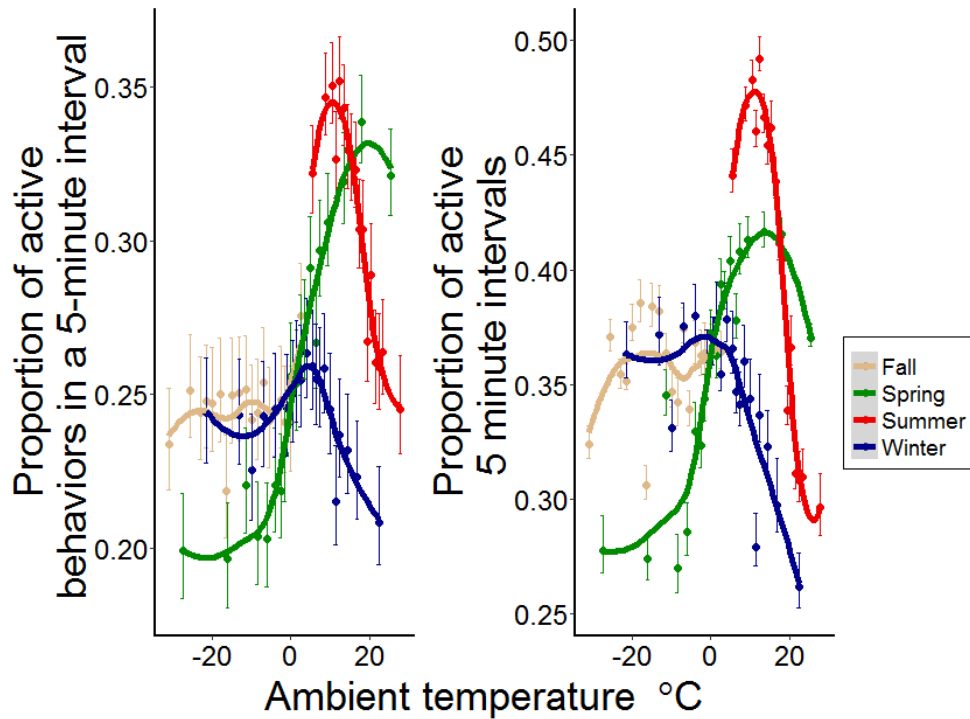 Proportion of active
behaviors in a 5-minute interval
0.35
0.30
0.25
0.20
-20
0
20
Proportion of active
5 minute intervals
0.50
0.45
0.40
0.35
0.30
0.25
-20
0
20
Ambient temperature °C
Fall
Spring
Summer
Winter